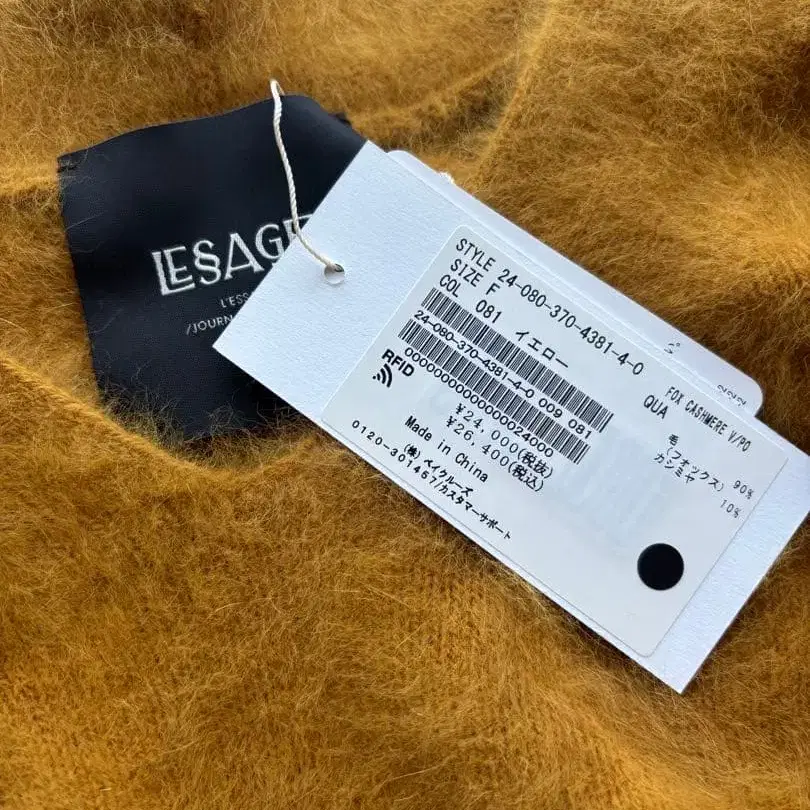 LESAGE
L'ESS
/JOURN
STYLE 24-080-370-4381-4-0
SIZE F
COL 081 イエロー
24-080-370-4381-4-0 009 081
0000000000000000024000
RFID
¥24,000(税抜)
¥26,400(税込)
Made in China
(株) ベイクルーズ
0120-301457/カスタマーサポート
FOX CASHMERE V/PO
QUA
毛
(フォックス) 90%
カシミヤ 10%